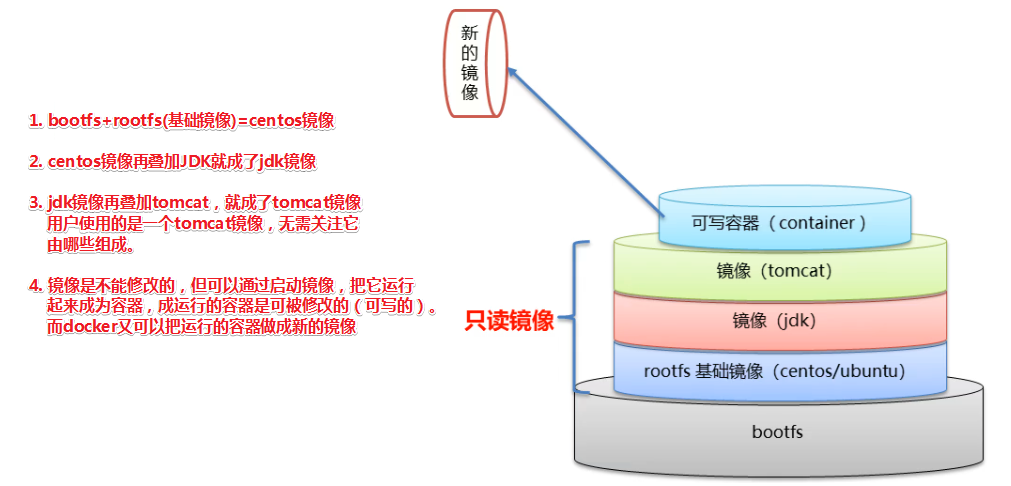 新的镜像
1. bootfs+rootfs(基础镜像)=centos镜像
2. centos镜像再叠加JDK就成了jdk镜像
3. jdk镜像再叠加tomcat，就成了tomcat镜像
用户使用的是一个tomcat镜像，无需关注它
由哪些组成。
4. 镜像是不能修改的，但可以通过启动镜像，把它运行
起来成为容器，成运行的容器是可被修改的（可写的）。
而docker又可以把运行的容器做成新的镜像
只读镜像
可写容器（container）
镜像（tomcat）
镜像（jdk）
rootfs 基础镜像（centos/ubuntu）
bootfs